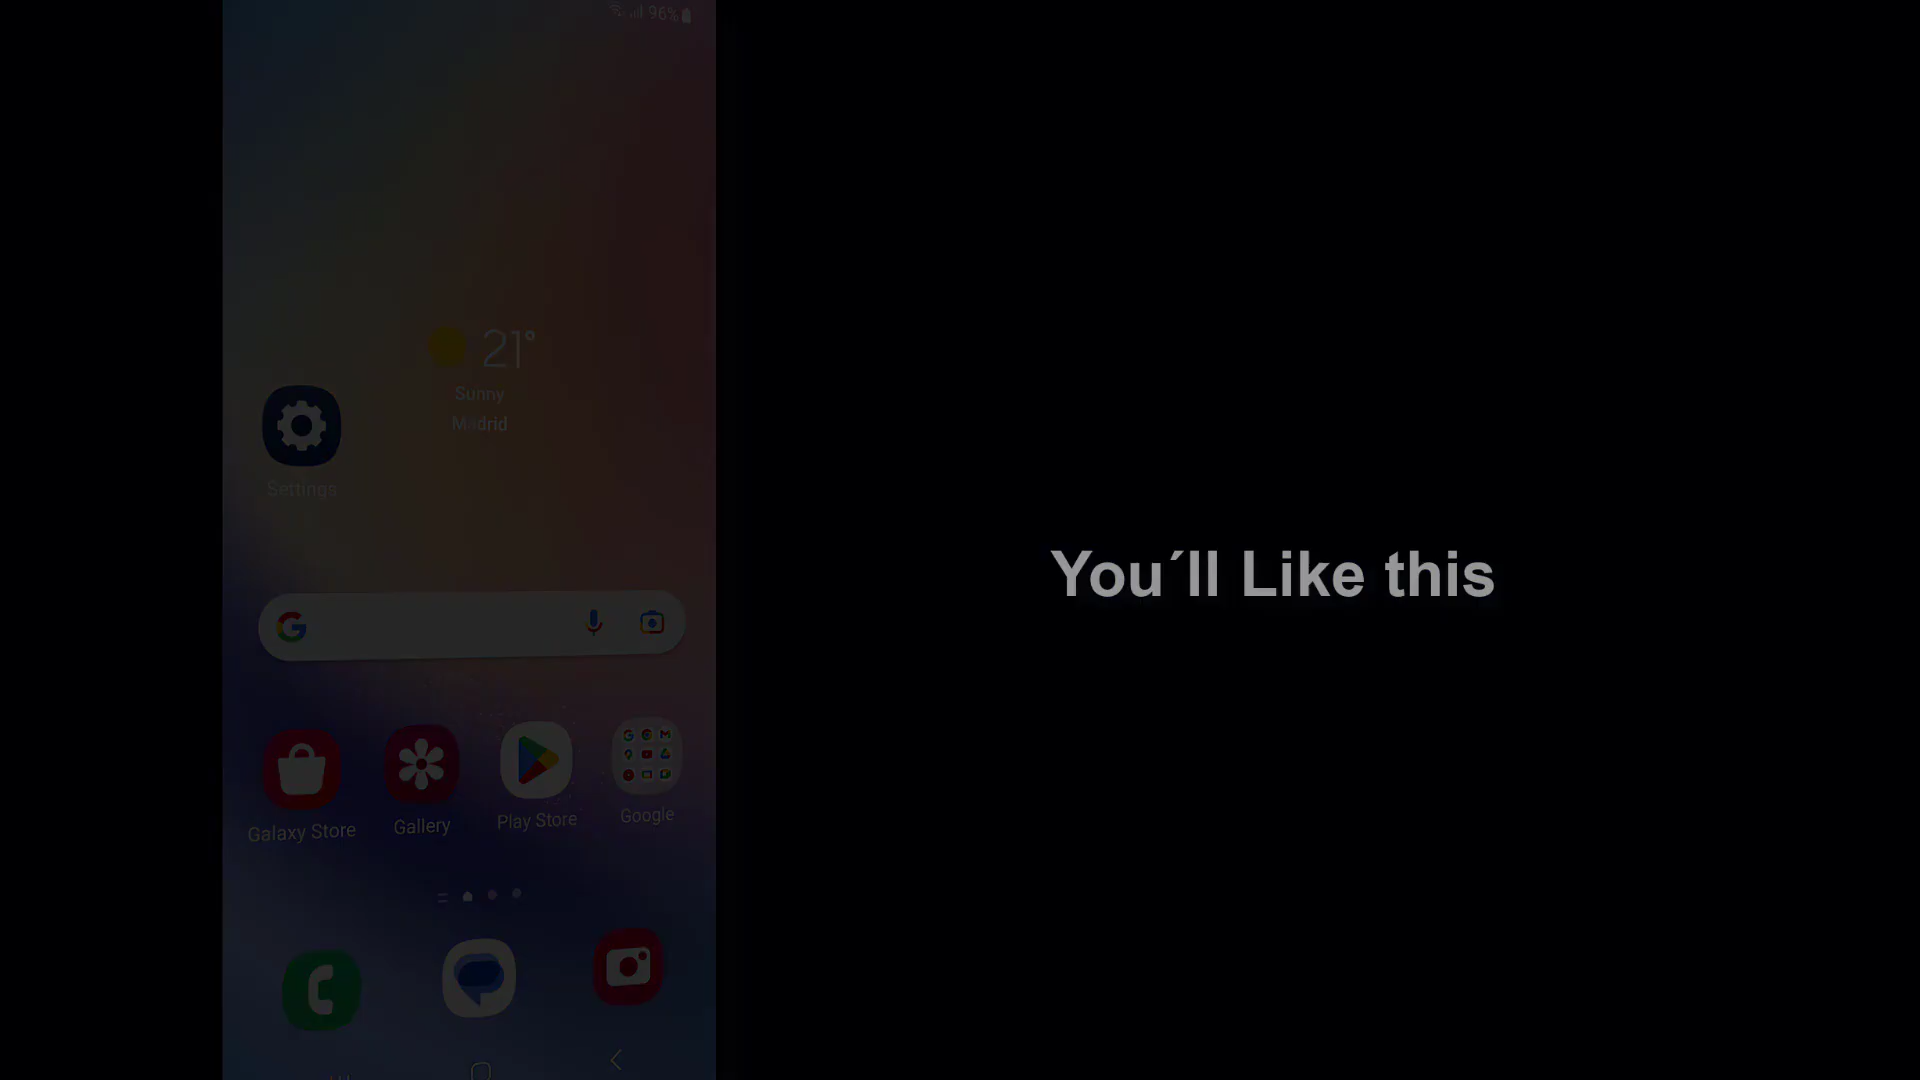 96%
21°
Sunny
Madrid
Settings
You´ll Like this
Galaxy Store
Gallery
Play Store
Google